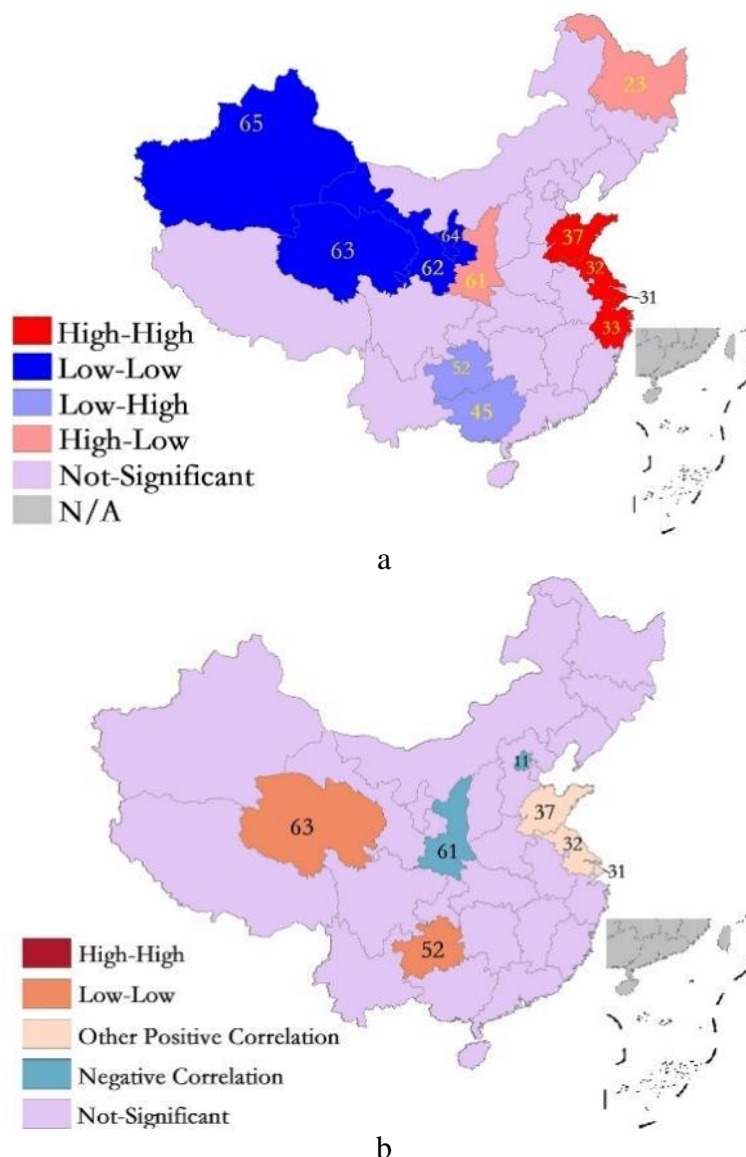 23
65
37
64
63
62
32
61
31
33
High-High
Low-Low
52
Low-High
45
High-Low
Not-Significant
N/A
a
11
37
63
32
61
31
High-High
52
Low-Low
Other Positive Correlation
Negative Correlation
Not-Significant
b